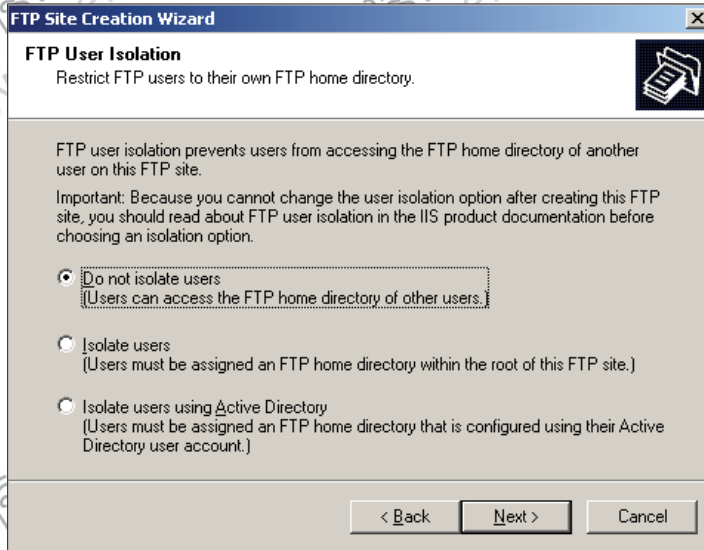 FTP Site Creation Wizard
FTP User Isolation
Restrict FTP users to their own FTP home directory.
FTP user isolation prevents users from accessing the FTP home directory of another
user on this FTP site.
Important: Because you cannot change the user isolation option after creating this FTP
site, you should read about FTP user isolation in the IIS product documentation before
choosing an isolation option.
Do not isolate users
(Users can access the FTP home directory of other users.)
Isolate users
(Users must be assigned an FTP home directory within the root of this FTP site.)
Isolate users using Active Directory
(Users must be assigned an FTP home directory that is configured using their Active
Directory user account.)
< Back
Next >
Cancel